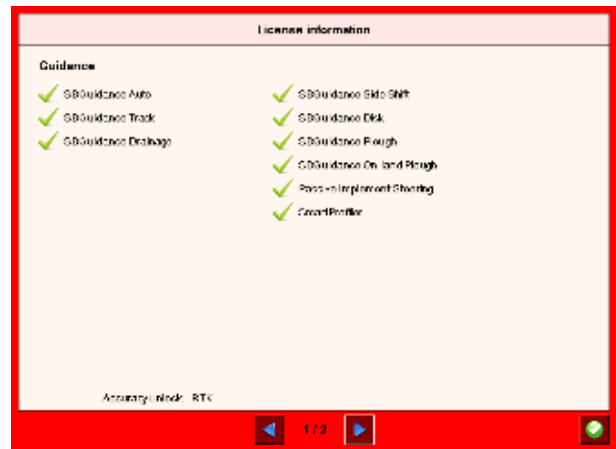 License information
Guidance
SBGuidance Auto
SBGuidance Track
SBGuidance Drainage
SBGuidance Side Shift
SBGuidance Disk
SBGuidance Plough
SBGuidance On-land Plough
Passive Implement Steering
SmartProfiler
Accuracy unlock RTK
1 / 2